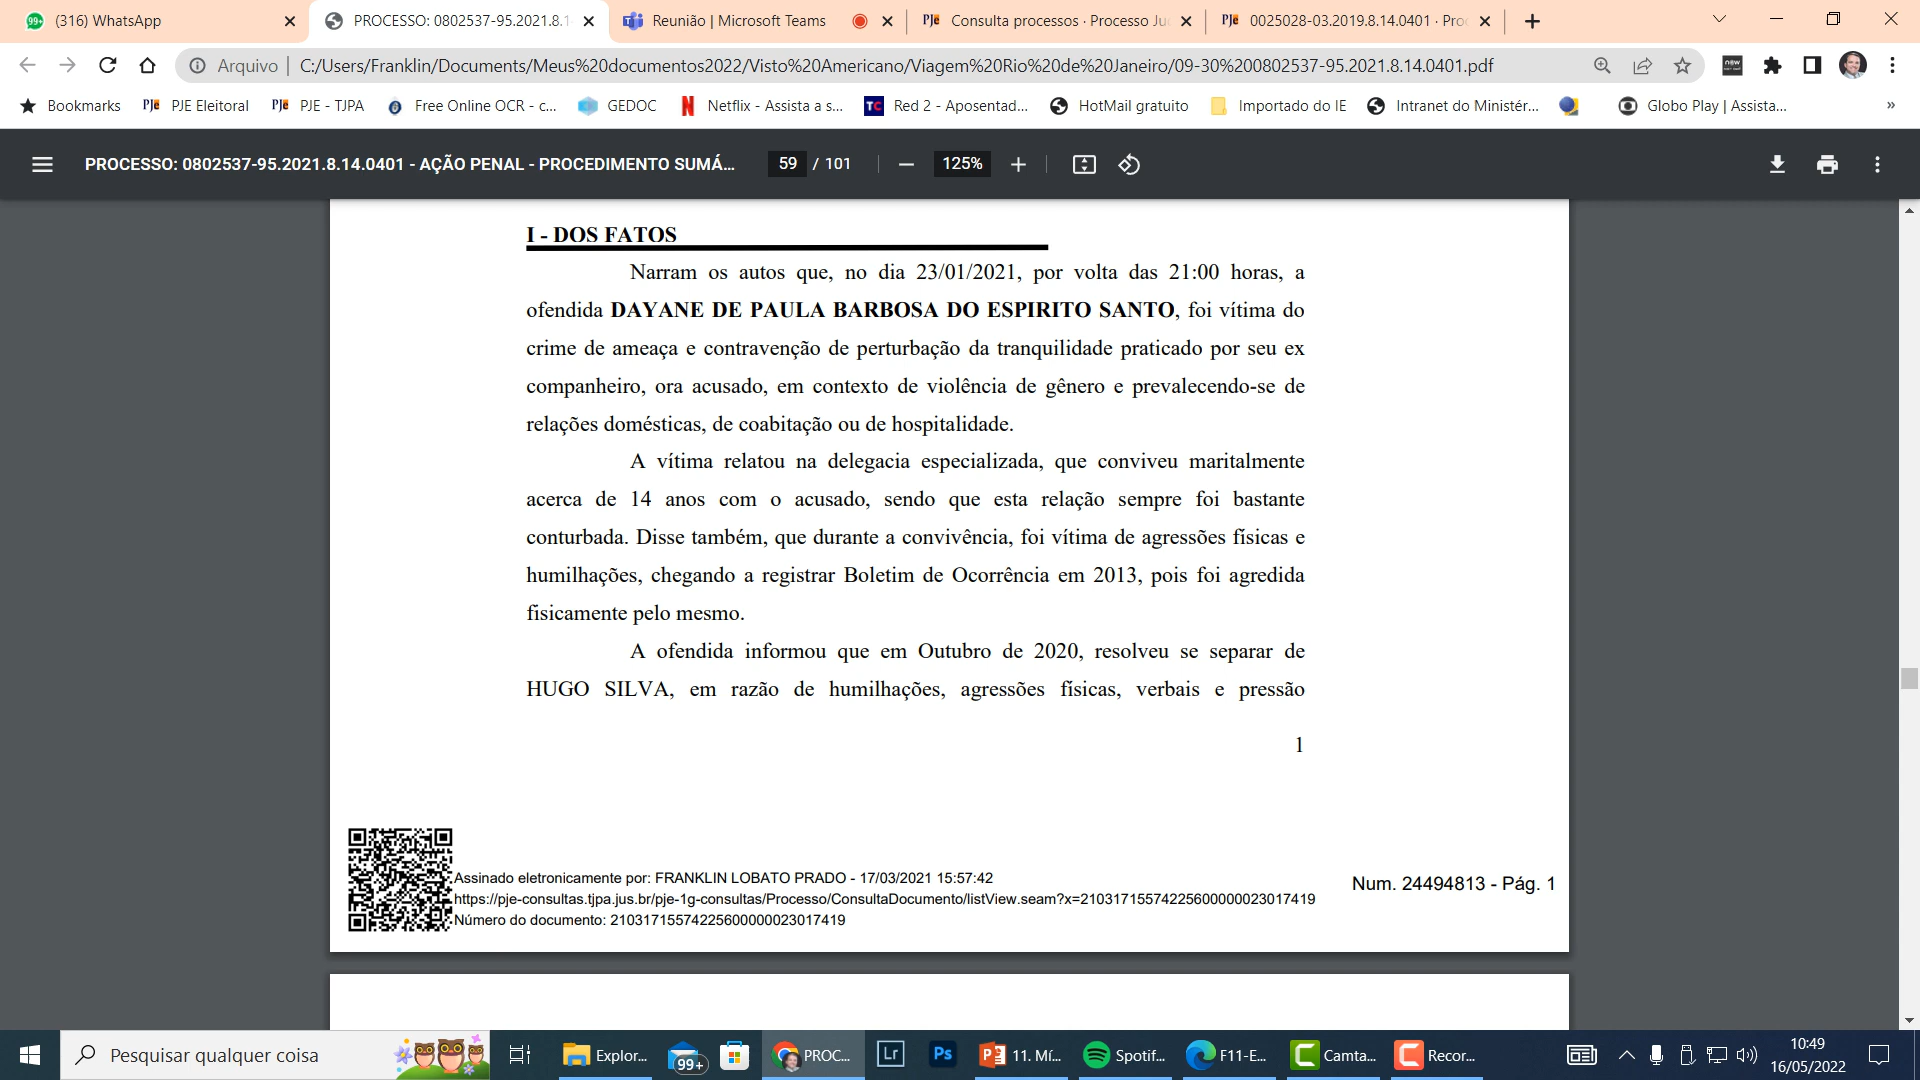 (316) WhatsApp
PROCESSO: 0802537-95.2021.8.1
Reunião | Microsoft Teams
Consulta processos · Processo Ju
0025028-03.2019.8.14.0401 · Pro
Arquivo | C:/Users/Franklin/Documents/Meus%20documentos2022/Visto%20Americano/Viagem%20Rio%20de%20Janeiro/09-30%200802537-95.2021.8.14.0401.pdf
Bookmarks PJe PJE Eleitoral PJe PJE - TJPA Free Online OCR - c... GEDOC Netflix - Assista a s... TC Red 2 - Aposentad... HotMail gratuito Importado do IE Intranet do Ministér... Globo Play | Assista... »
PROCESSO: 0802537-95.2021.8.14.0401 - AÇÃO PENAL - PROCEDIMENTO SUMÁ... 59 / 101 125%
I - DOS FATOS
Narram os autos que, no dia 23/01/2021, por volta das 21:00 horas, a
ofendida DAYANE DE PAULA BARBOSA DO ESPIRITO SANTO, foi vítima do
crime de ameaça e contravenção de perturbação da tranquilidade praticado por seu ex
companheiro, ora acusado, em contexto de violência de gênero e prevalecendo-se de
relações domésticas, de coabitação ou de hospitalidade.
A vítima relatou na delegacia especializada, que conviveu maritalmente
acerca de 14 anos com o acusado, sendo que esta relação sempre foi bastante
conturbada. Disse também, que durante a convivência, foi vítima de agressões físicas e
humilhações, chegando a registrar Boletim de Ocorrência em 2013, pois foi agredida
fisicamente pelo mesmo.
A ofendida informou que em Outubro de 2020, resolveu se separar de
HUGO SILVA, em razão de humilhações, agressões físicas, verbais e pressão
1
Assinado eletronicamente por: FRANKLIN LOBATO PRADO - 17/03/2021 15:57:42
https://pje-consultas.tjpa.jus.br/pje-1g-consultas/Processo/ConsultaDocumento/listView.seam?x=21031715574225600000023017419
Número do documento: 21031715574225600000023017419
Num. 24494813 - Pág. 1
Pesquisar qualquer coisa
Explor... 99+ PROC... Lr Ps 11. Mí... Spotif... F11-E... Camta... Recor...
10:49
16/05/2022